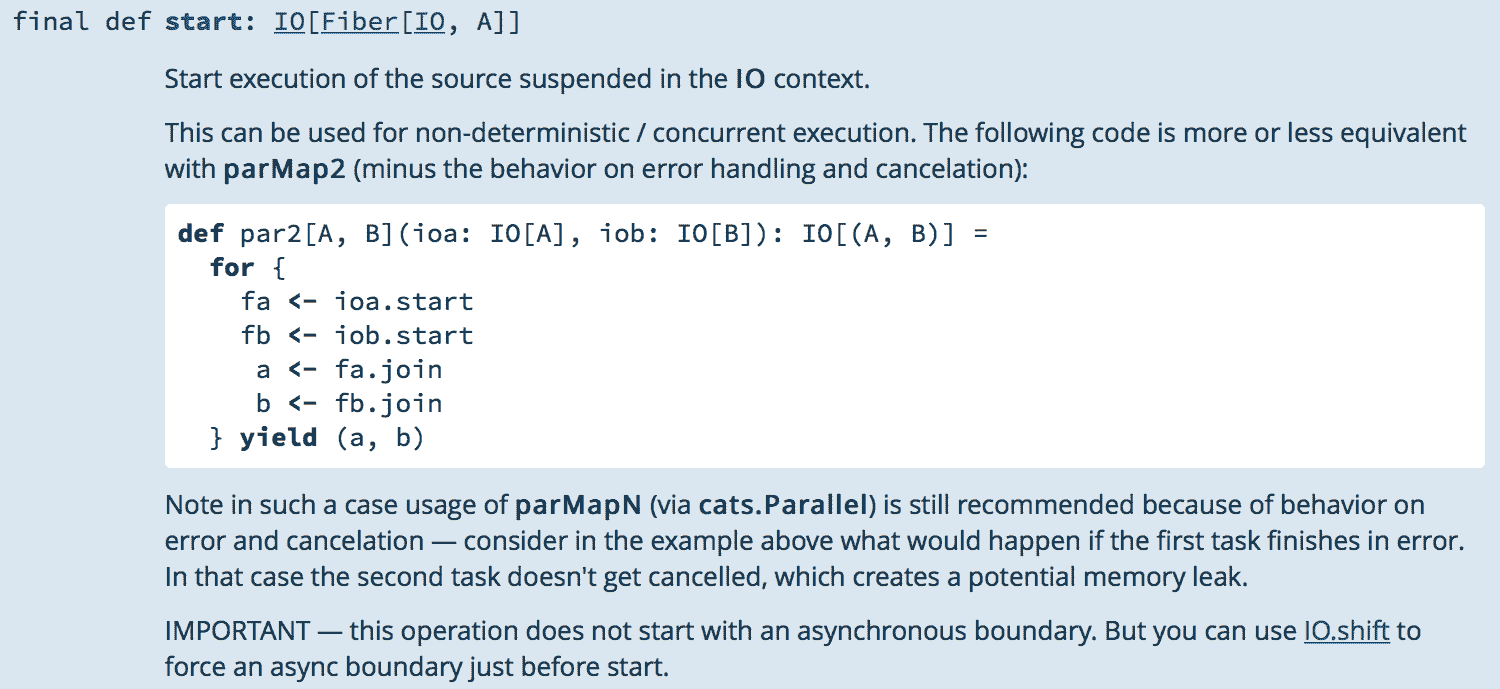 final def start: IO[Fiber[IO, A]]
Start execution of the source suspended in the IO context.
This can be used for non-deterministic / concurrent execution. The following code is more or less equivalent
with parMap2 (minus the behavior on error handling and cancelation):
def par2[A, B](ioa: IO[A], iob: IO[B]): IO[(A, B)] =
  for {
    fa <- ioa.start
    fb <- iob.start
     a <- fa.join
     b <- fb.join
  } yield (a, b)
Note in such a case usage of parMapN (via cats.Parallel) is still recommended because of behavior on
error and cancelation — consider in the example above what would happen if the first task finishes in error.
In that case the second task doesn't get cancelled, which creates a potential memory leak.
IMPORTANT — this operation does not start with an asynchronous boundary. But you can use IO.shift to
force an async boundary just before start.